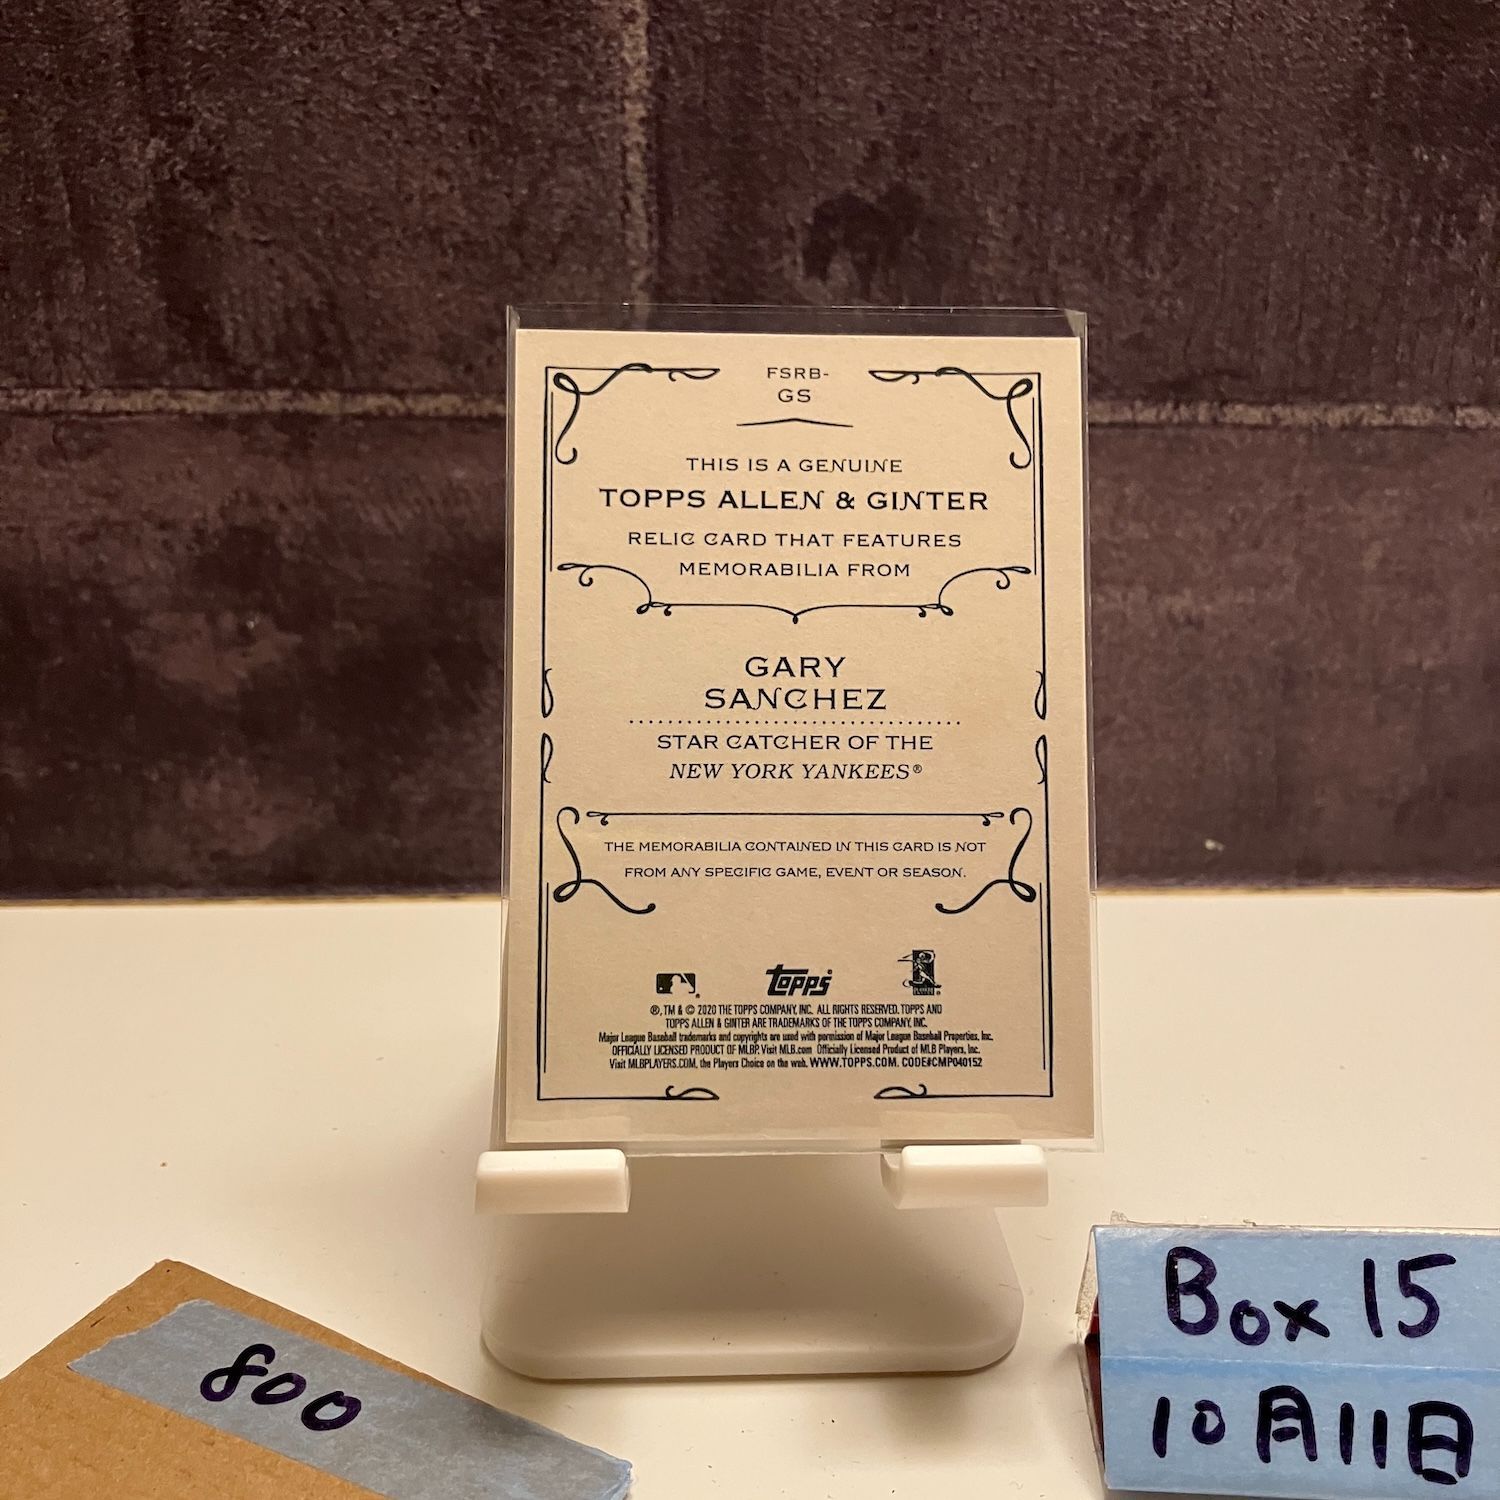 FSRB-
GS
THIS IS A GENUINE
TOPPS ALLEN & GINTER
RELIC CARD THAT FEATURES
MEMORABILIA FROM
GARY
SANCHEZ
STAR CATCHER OF THE
NEW YORK YANKEES®
THE MEMORABILIA CONTAINED IN THIS CARD IS NOT
FROM ANY SPECIFIC GAME, EVENT OR SEASON.
topps
®, TM & © 2020 THE TOPPS COMPANY, INC. ALL RIGHTS RESERVED. TOPPS AND
TOPPS ALLEN & GINTER ARE TRADEMARKS OF THE TOPPS COMPANY, INC.
Major League Baseball trademarks and copyrights are used with permission of Major League Baseball Properties, Inc.
OFFICIALLY LICENSED PRODUCT OF MLBP. Visit MLB.com Officially Licensed Product of MLB Players, Inc.
Visit MLBPLAYERS.COM, the Players Choice on the web. WWW.TOPPS.COM. CODE#CMP040152
800
Box 15
10月11日